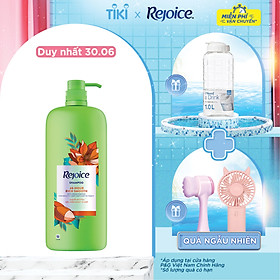 TIKI × Rejoice.
MIỄN PHÍ
VẬN CHUYỂN
Duy nhất 30.06
Rejoice
SHAMPOO
1.0L
QUÀ NGẪU NHIÊN
*Áp dụng tại cửa hàng
P&G Việt Nam Chính Hãng
*Số lượng quà có hạn